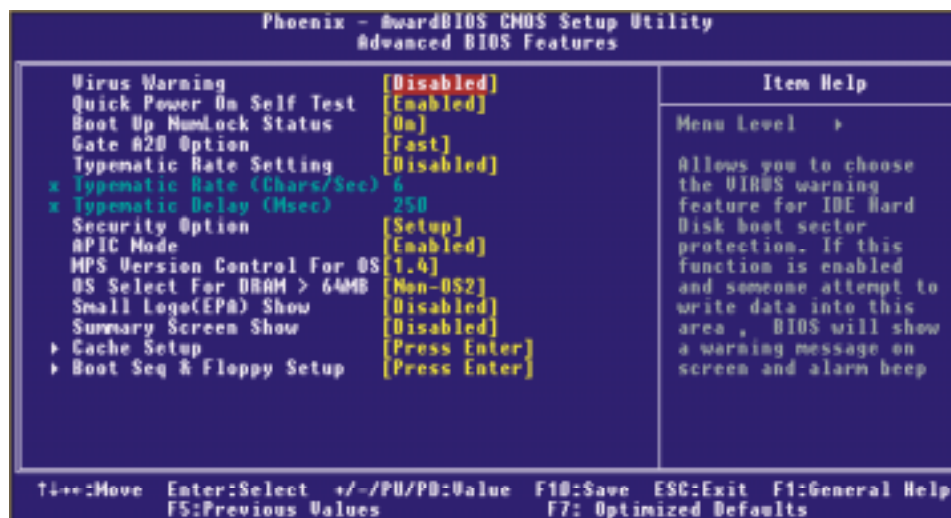 Phoenix - AwardBIOS CMOS Setup Utility
Advanced BIOS Features
Virus Warning [Disabled]
Quick Power On Self Test [Enabled]
Boot Up NumLock Status [On]
Gate A20 Option [Fast]
Typematic Rate Setting [Disabled]
x Typematic Rate (Chars/Sec) 6
x Typematic Delay (Msec) 250
Security Option [Setup]
APIC Mode [Enabled]
MPS Version Control For OS[1.4]
OS Select For DRAM > 64MB [Non-OS2]
Small Logo(EPA) Show [Disabled]
Summary Screen Show [Disabled]
▸ Cache Setup [Press Enter]
▸ Boot Seq & Floppy Setup [Press Enter]
Item Help
Menu Level ▸
Allows you to choose
the VIRUS warning
feature for IDE Hard
Disk boot sector
protection. If this
function is enabled
and someone attempt to
write data into this
area , BIOS will show
a warning message on
screen and alarm beep
↑↓→←:Move Enter:Select +/-/PU/PD:Value F10:Save ESC:Exit F1:General Help
F5:Previous Values F7: Optimized Defaults